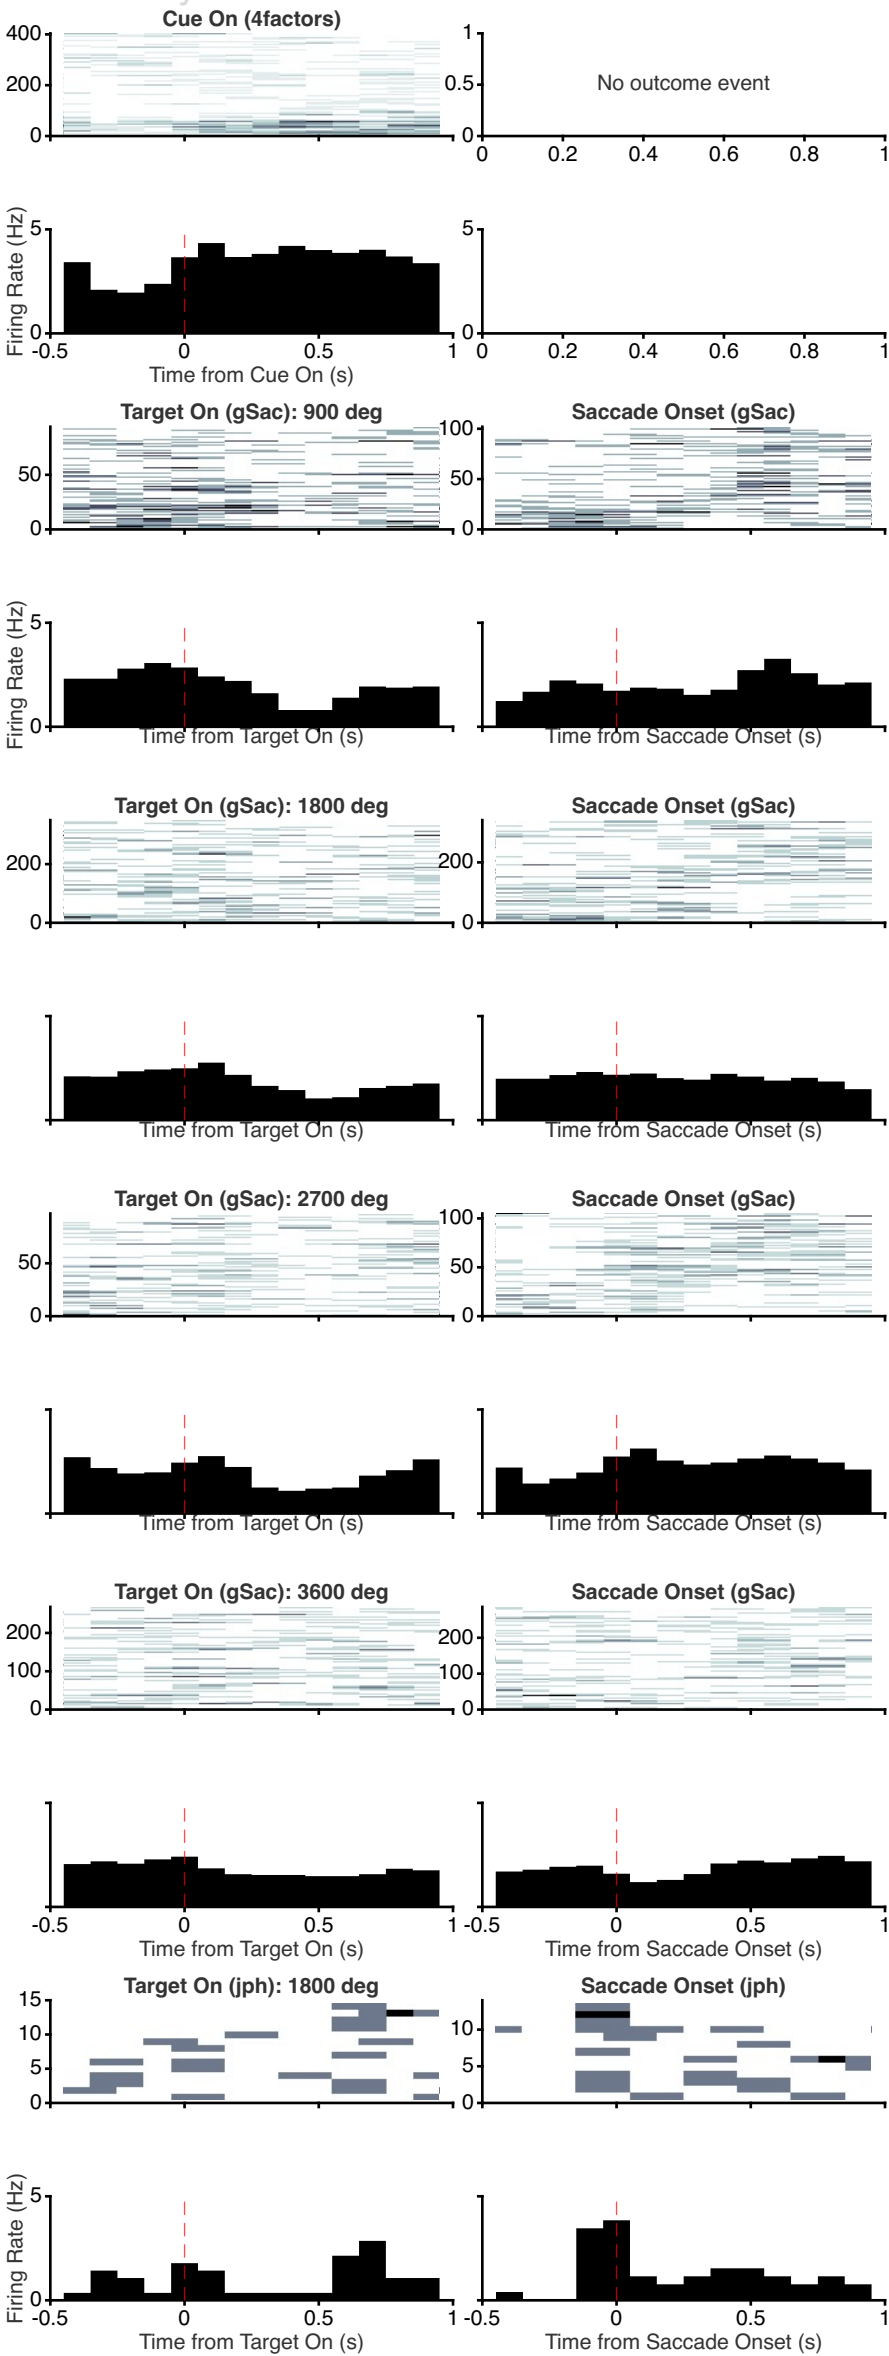 Cue On (4factors)
400
200
0
0
0.5
1
1
0.5
0
No outcome event
0
0.2
0.4
0.6
0.8
1
Firing Rate (Hz)
5
0
-0.5
0
0.5
1
Time from Cue On (s)
5
0
0
0.2
0.4
0.6
0.8
1
Target On (gSac): 900 deg
50
0
Saccade Onset (gSac)
100
50
0
Firing Rate (Hz)
5
0
Time from Target On (s)
Time from Saccade Onset (s)
Target On (gSac): 1800 deg
200
0
Saccade Onset (gSac)
200
0
Time from Target On (s)
Time from Saccade Onset (s)
Target On (gSac): 2700 deg
50
0
Saccade Onset (gSac)
100
50
0
Time from Target On (s)
Time from Saccade Onset (s)
Target On (gSac): 3600 deg
200
100
0
Saccade Onset (gSac)
200
100
0
-0.5
0
0.5
1
Time from Target On (s)
-0.5
0
0.5
1
Time from Saccade Onset (s)
Target On (jph): 1800 deg
15
10
5
0
Saccade Onset (jph)
10
5
0
Firing Rate (Hz)
5
0
-0.5
0
0.5
1
Time from Target On (s)
-0.5
0
0.5
1
Time from Saccade Onset (s)